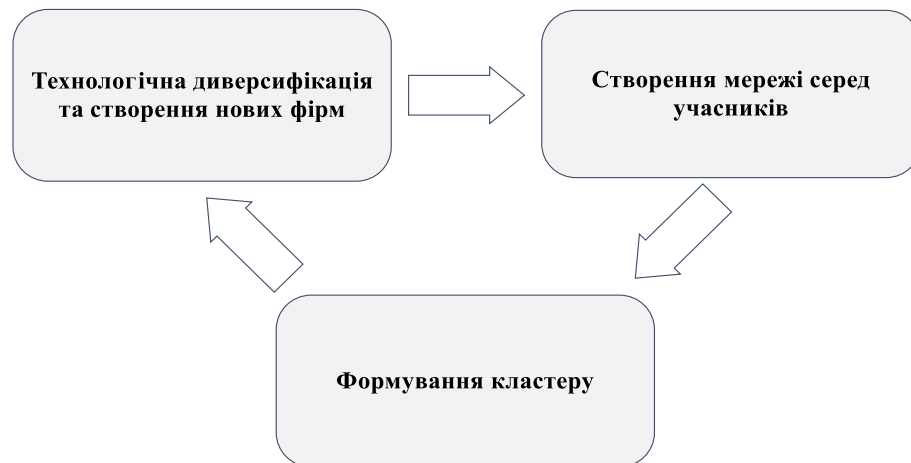 Технологічна диверсифікація
та створення нових фірм
Створення мережі серед
учасників
Формування кластеру